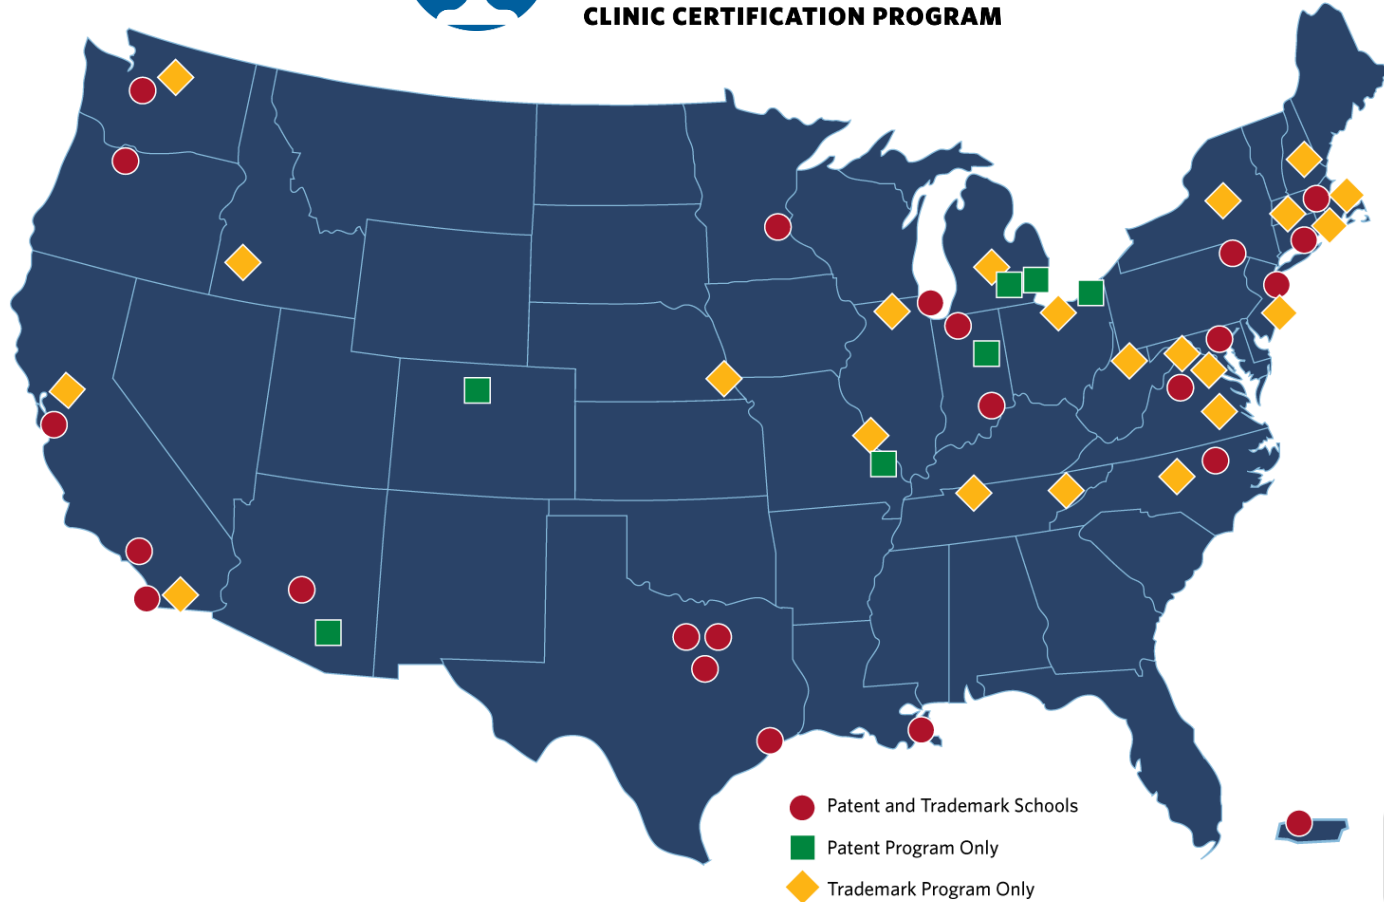 CLINIC CERTIFICATION PROGRAM
Patent and Trademark Schools
Patent Program Only
Trademark Program Only